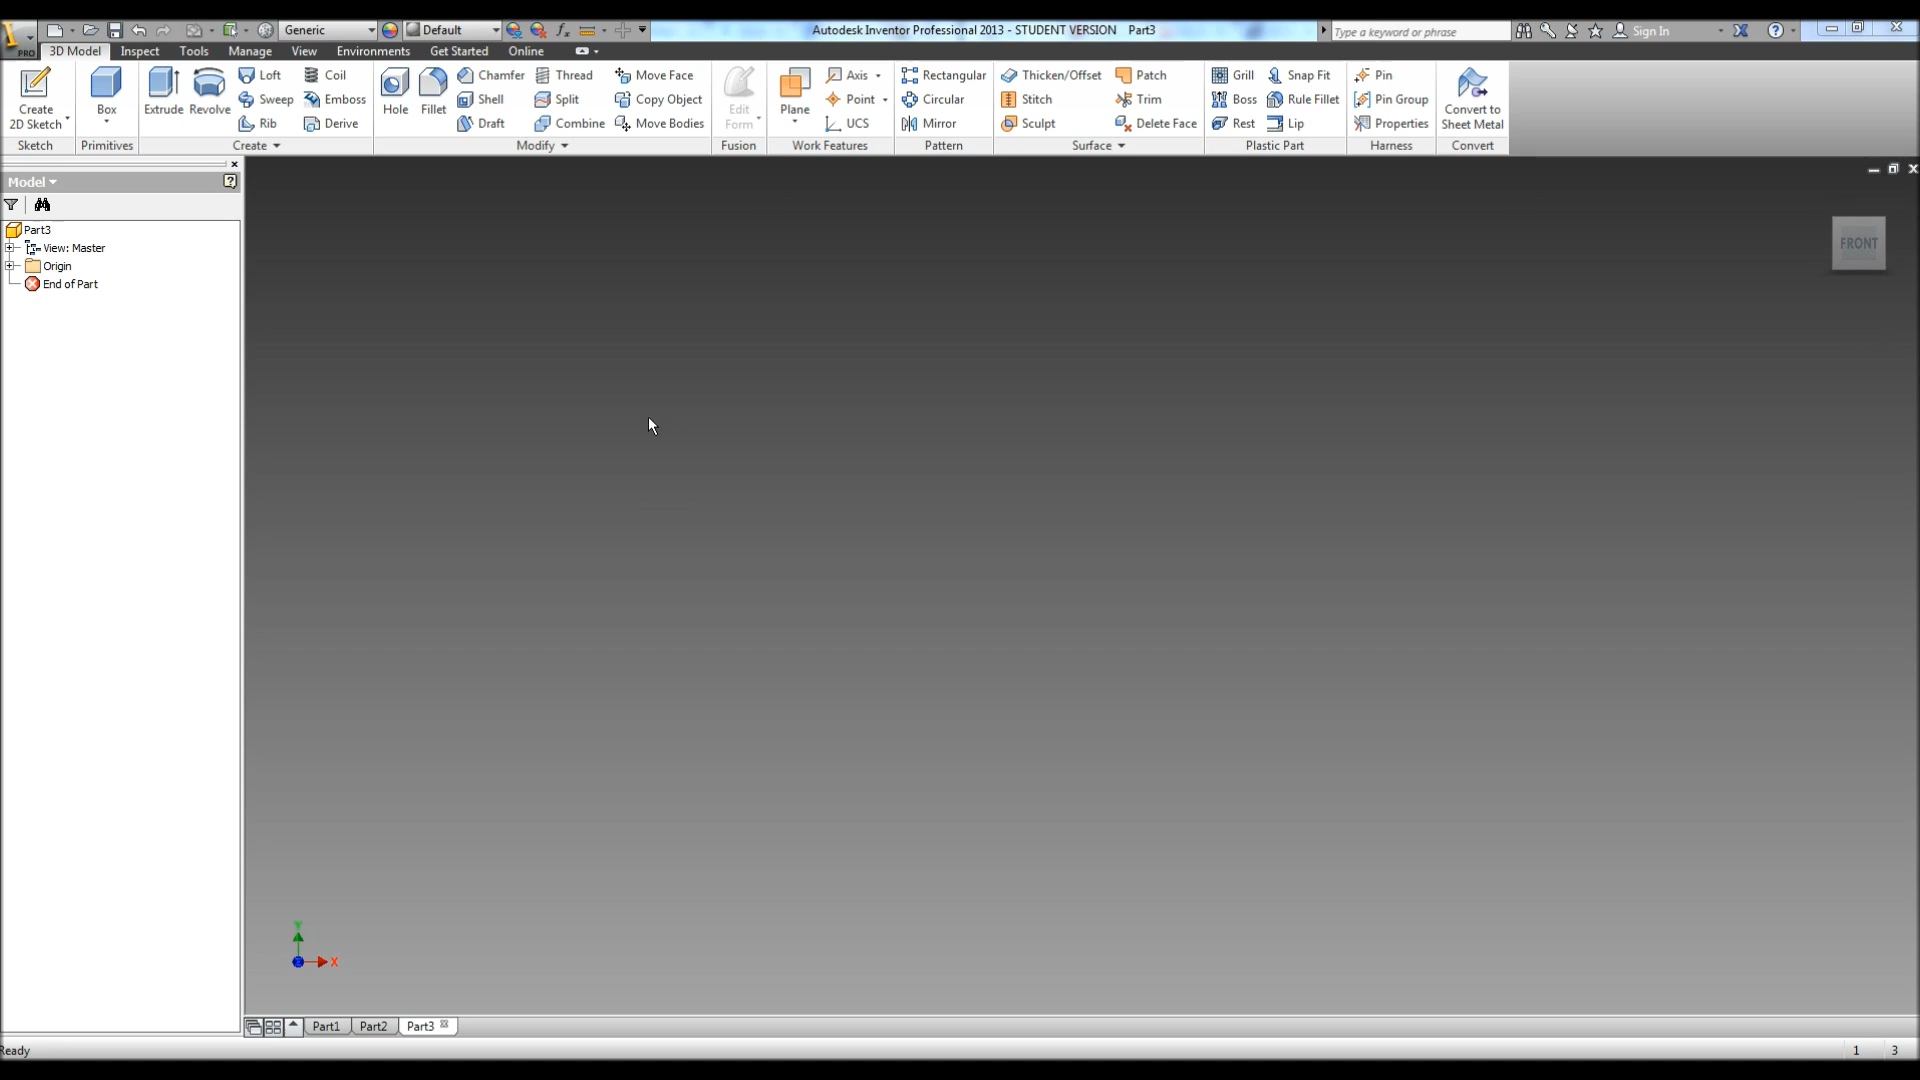 Generic Default Autodesk Inventor Professional 2013 - STUDENT VERSION Part3 Type a keyword or phrase Sign In
PRO 3D Model Inspect Tools Manage View Environments Get Started Online
Create 2D Sketch
Sketch
Box
Primitives
Extrude Revolve
Loft Coil
Sweep Emboss
Rib Derive
Create
Hole Fillet
Chamfer Thread Move Face
Shell Split Copy Object
Draft Combine Move Bodies
Modify
Edit Form
Fusion
Plane
Axis
Point
UCS
Work Features
Rectangular
Circular
Mirror
Pattern
Thicken/Offset Patch
Stitch Trim
Sculpt Delete Face
Surface
Grill Snap Fit
Boss Rule Fillet
Rest Lip
Plastic Part
Pin
Pin Group
Properties
Harness
Convert to Sheet Metal
Convert
Model
Part3
View: Master
Origin
End of Part
FRONT
Y
X
Part1 Part2 Part3
Ready 1 3